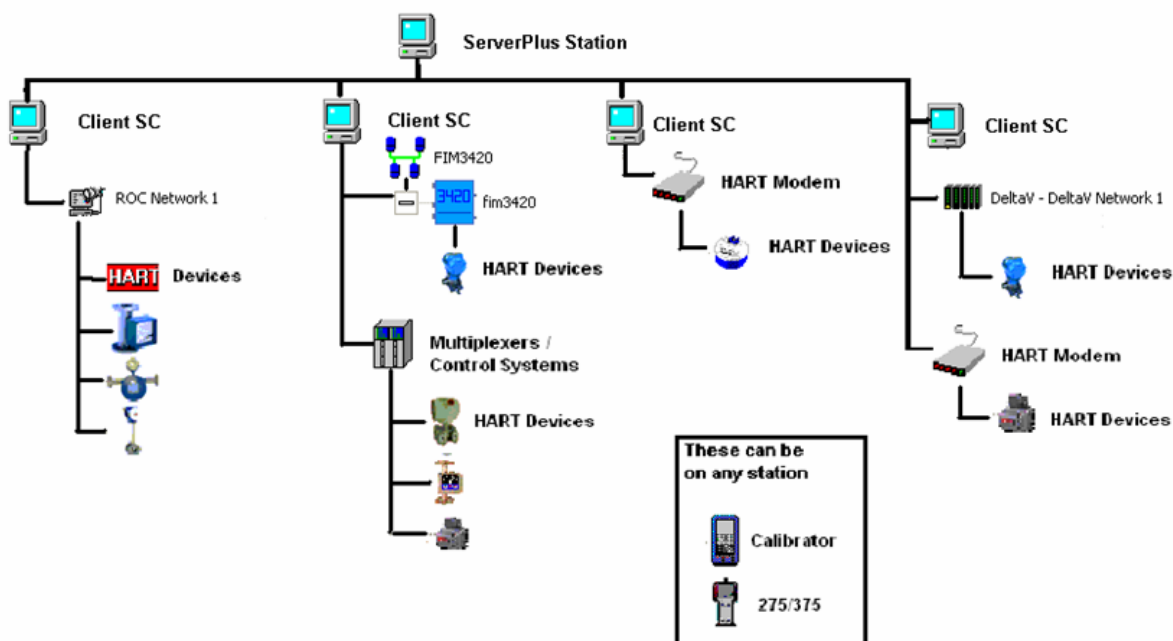 ServerPlus Station
Client SC
ROC Network 1
HART Devices
Client SC
FIM3420
3420
fim3420
HART Devices
Multiplexers /
Control Systems
HART Devices
Client SC
HART Modem
HART Devices
Client SC
DeltaV - DeltaV Network 1
HART Devices
HART Modem
HART Devices
These can be
on any station
Calibrator
275/375